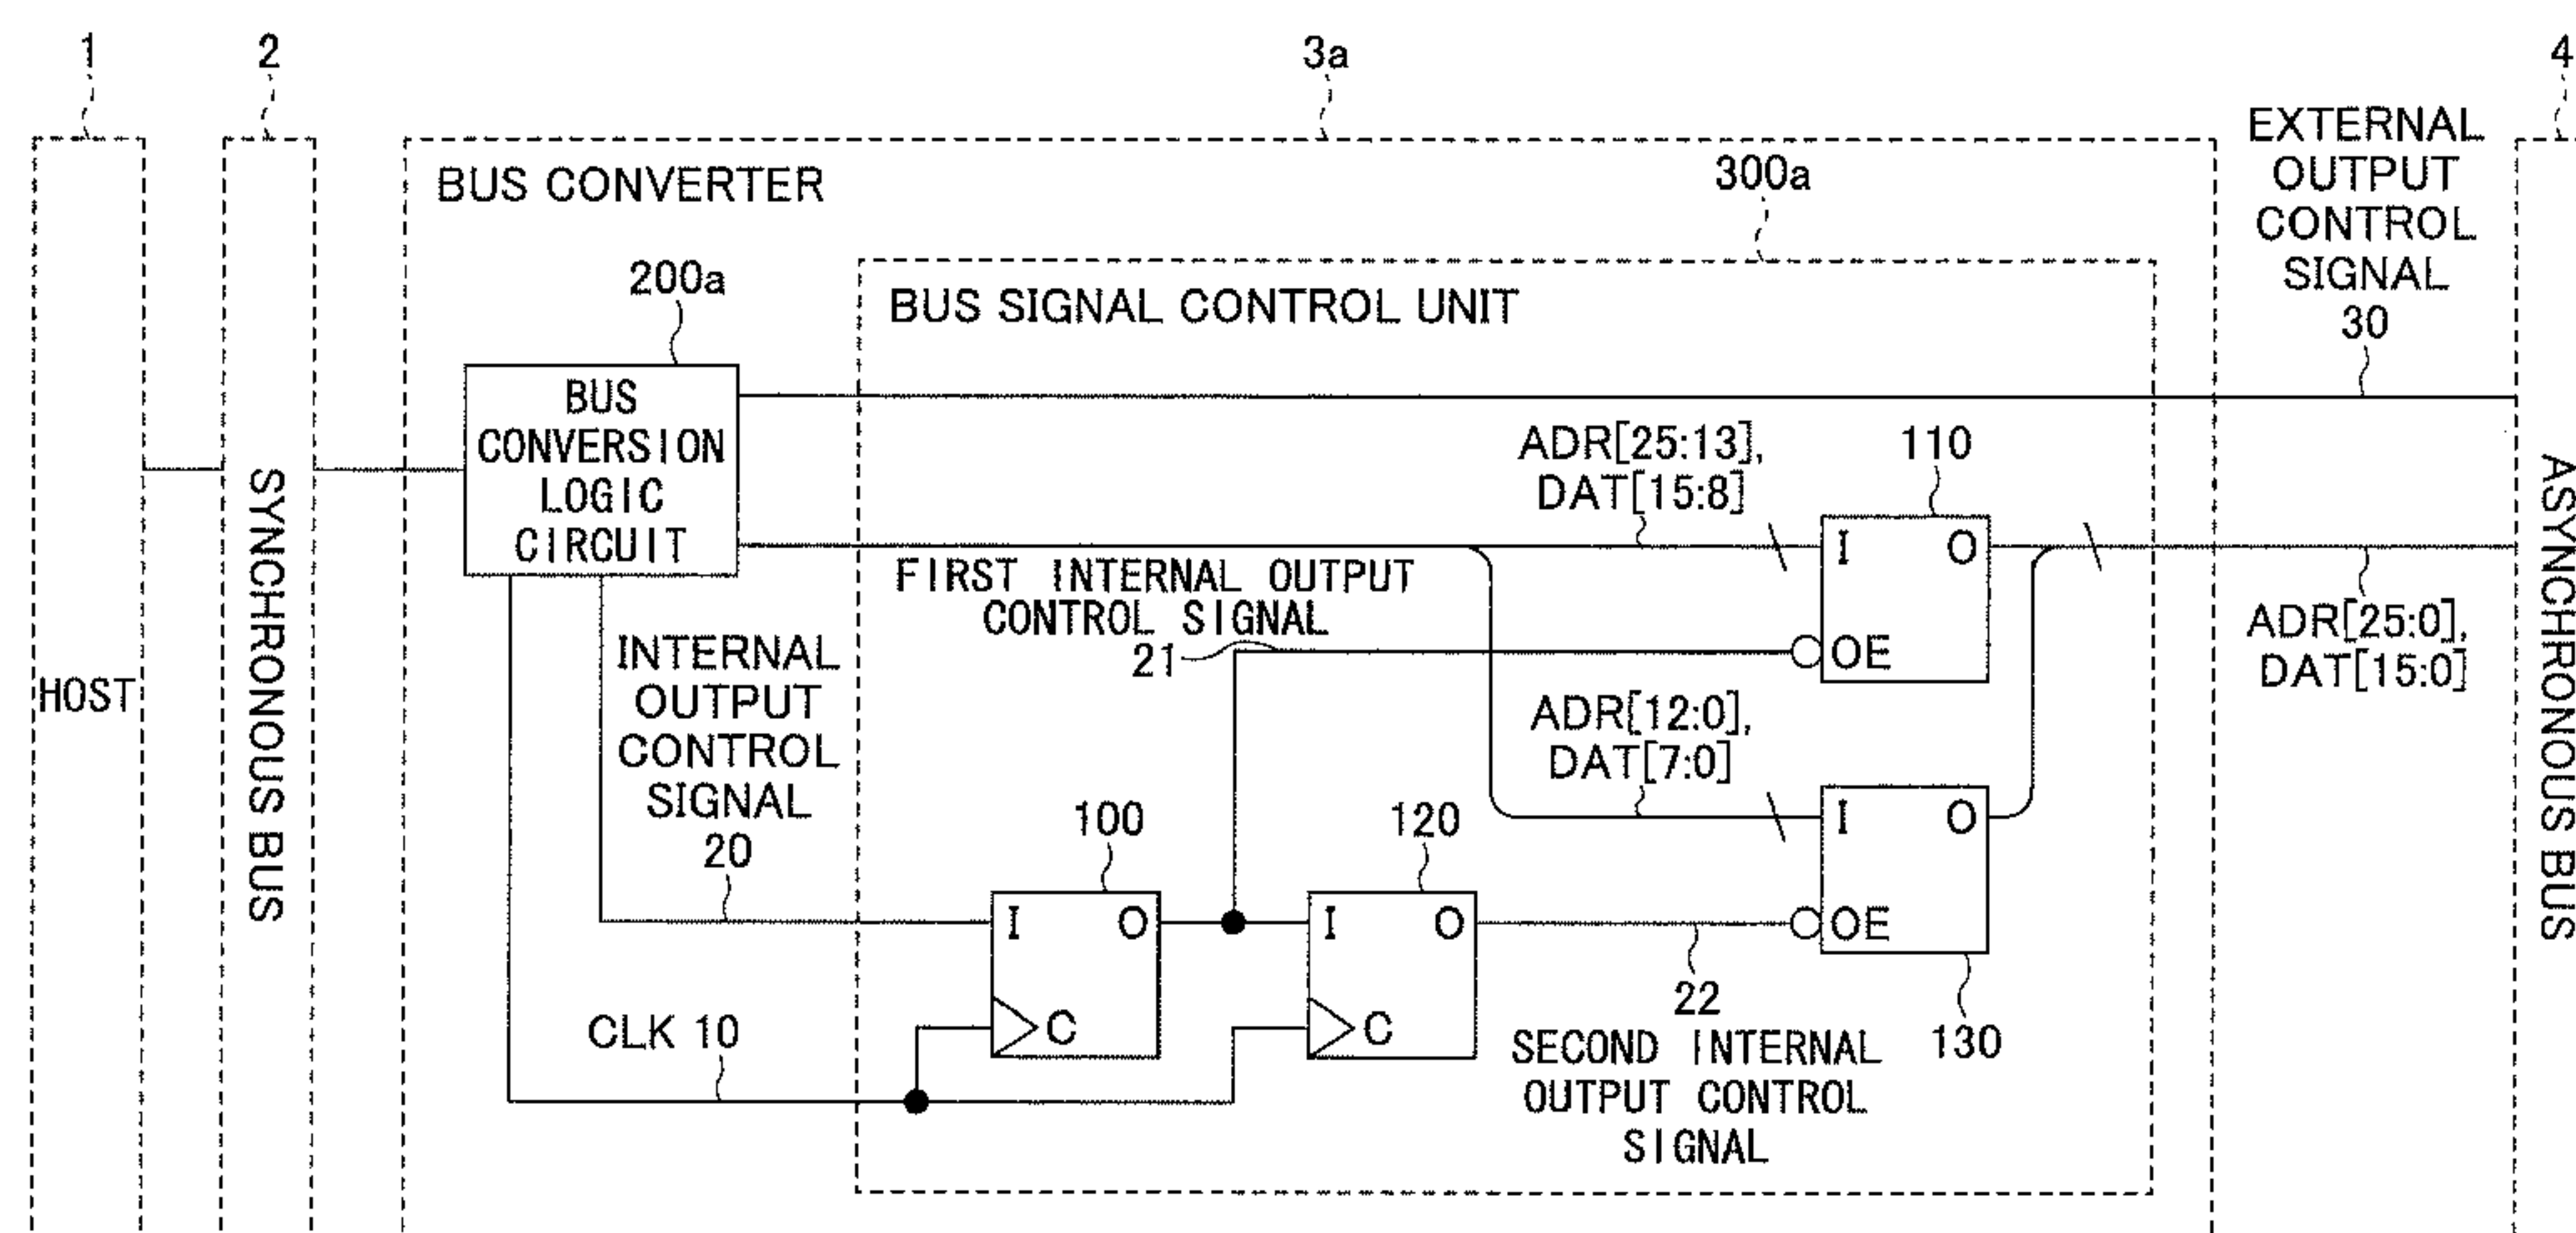 1
2
3a
4
EXTERNAL
OUTPUT
CONTROL
SIGNAL
30
BUS CONVERTER
300a
200a
BUS SIGNAL CONTROL UNIT
BUS
CONVERSION
LOGIC
CIRCUIT
ADR[25:13],
DAT[15:8]
110
I
O
OE
FIRST INTERNAL OUTPUT
CONTROL SIGNAL
21
INTERNAL
OUTPUT
CONTROL
SIGNAL
20
ADR[25:0],
DAT[15:0]
HOST
SYNCHRONOUS BUS
ASYNCHRONOUS BUS
ADR[12:0],
DAT[7:0]
I
O
OE
130
100
I
O
C
120
I
O
C
22
SECOND INTERNAL
OUTPUT CONTROL
SIGNAL
CLK 10